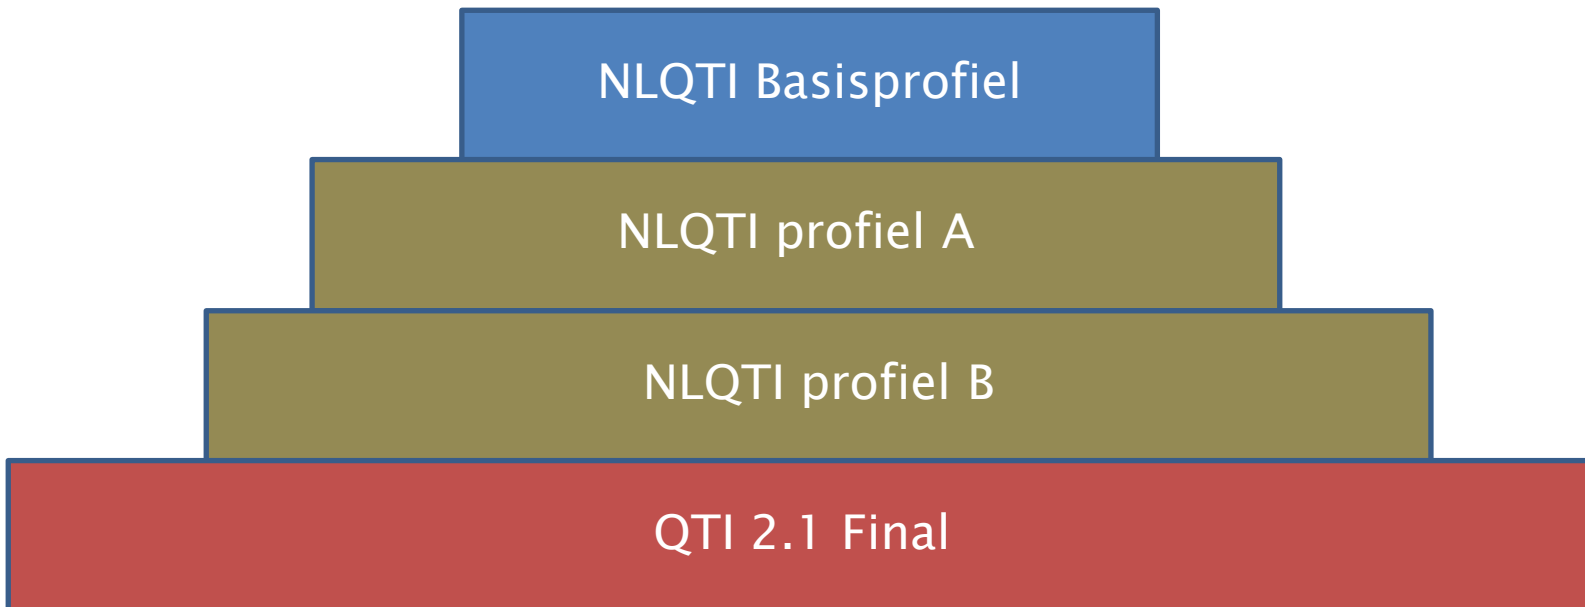 NLQTI Basisprofiel
NLQTI profiel A
NLQTI profiel B
QTI 2.1 Final